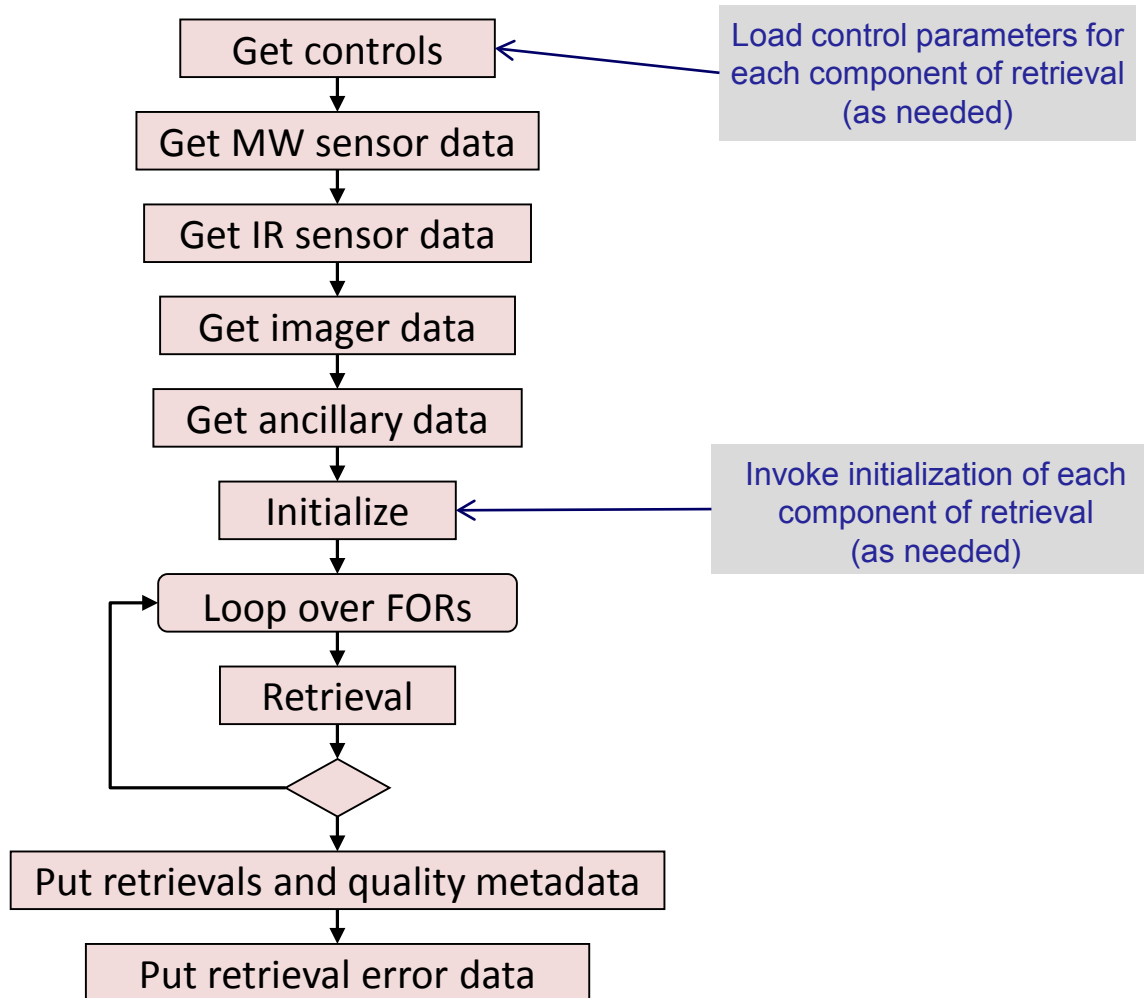 Get controls
Load control parameters for
each component of retrieval
(as needed)
Get MW sensor data
Get IR sensor data
Get imager data
Get ancillary data
Initialize
Invoke initialization of each
component of retrieval
(as needed)
Loop over FORs
Retrieval
Put retrievals and quality metadata
Put retrieval error data